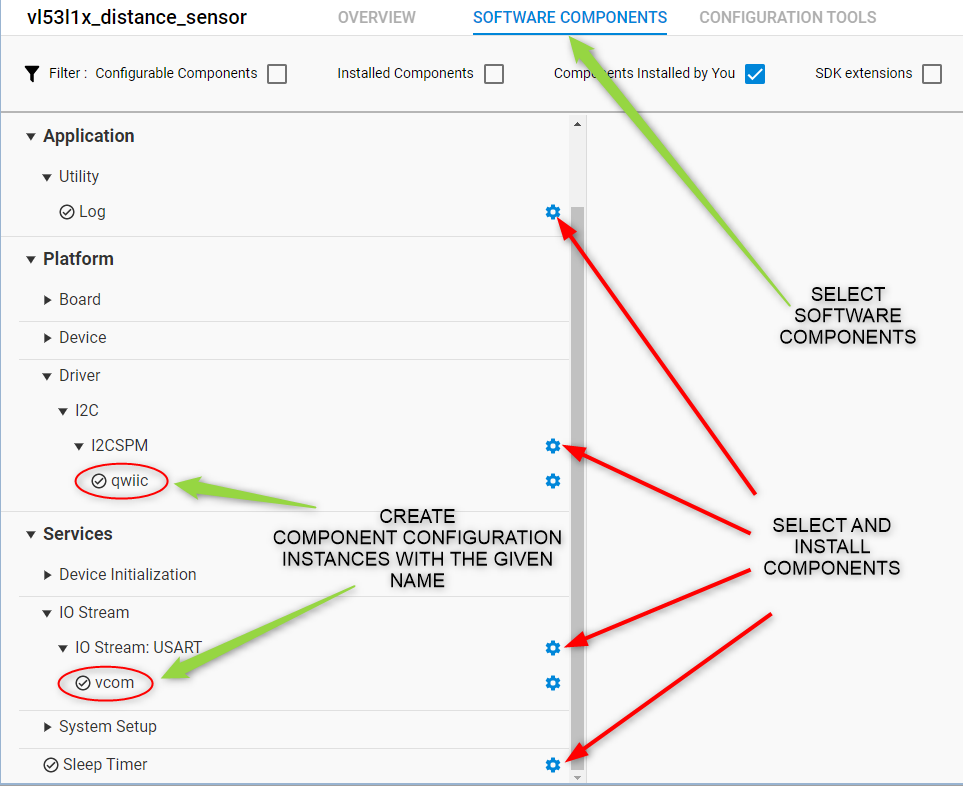 vl53l1x_distance_sensor
OVERVIEW
SOFTWARE COMPONENTS
CONFIGURATION TOOLS
Filter : Configurable Components
Installed Components
Components Installed by You
SDK extensions
Application
Utility
Log
Platform
Board
Device
Driver
I2C
I2CSPM
qwiic
Services
Device Initialization
IO Stream
IO Stream: USART
vcom
System Setup
Sleep Timer
SELECT
SOFTWARE
COMPONENTS
CREATE
COMPONENT CONFIGURATION
INSTANCES WITH THE GIVEN
NAME
SELECT AND
INSTALL
COMPONENTS